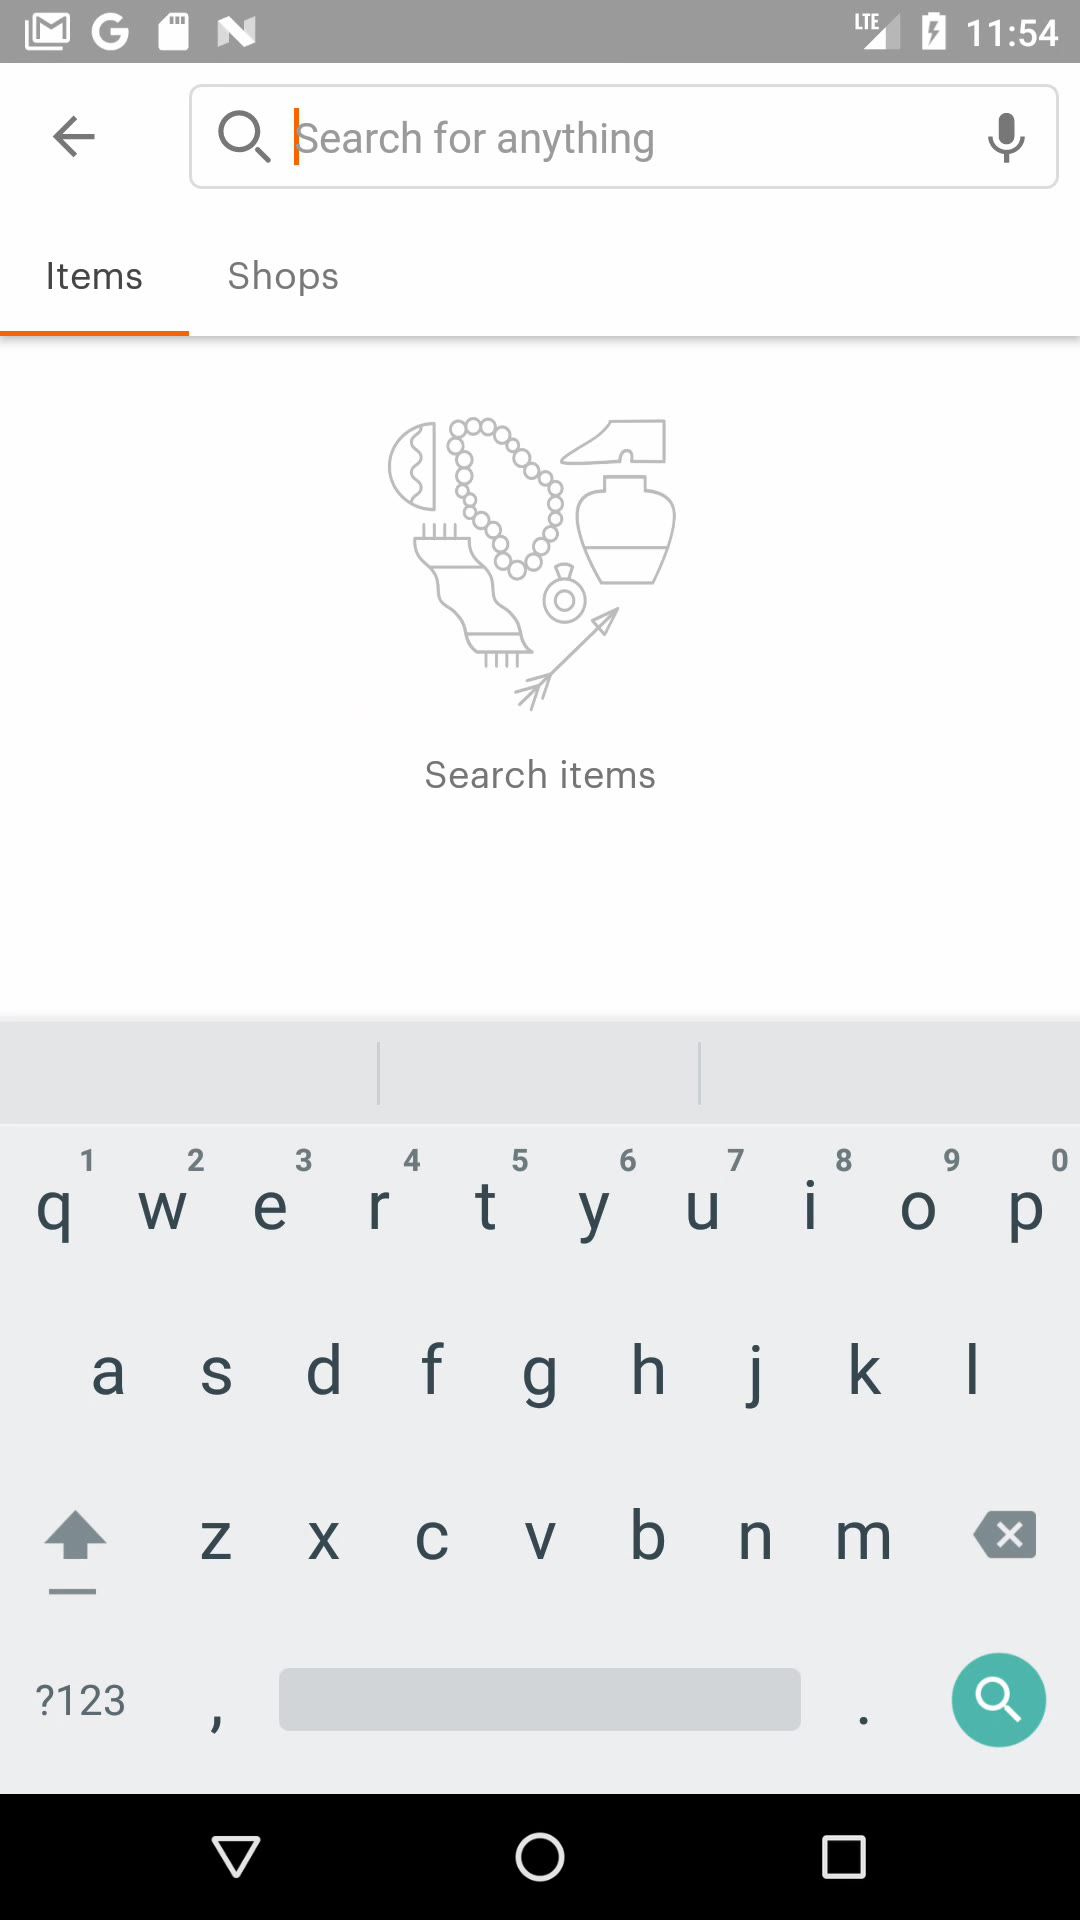 LTE 11:54
Search for anything
Items Shops
Search items
1 2 3 4 5 6 7 8 9 0
q w e r t y u i o p
a s d f g h j k l
z x c v b n m
?123 , .